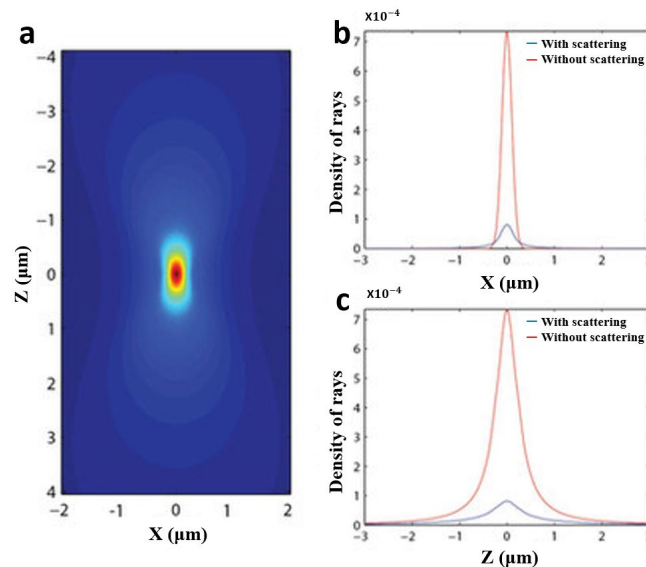 a
−4
−3
−2
−1
0
1
2
3
4
Z (μm)
−2
−1
0
1
2
X (μm)
b
x10⁻⁴
7
6
5
4
3
2
1
0
Density of rays
With scattering
Without scattering
−3
−2
−1
0
1
2
3
X (μm)
c
x10⁻⁴
7
6
5
4
3
2
1
0
Density of rays
With scattering
Without scattering
−3
−2
−1
0
1
2
3
Z (μm)